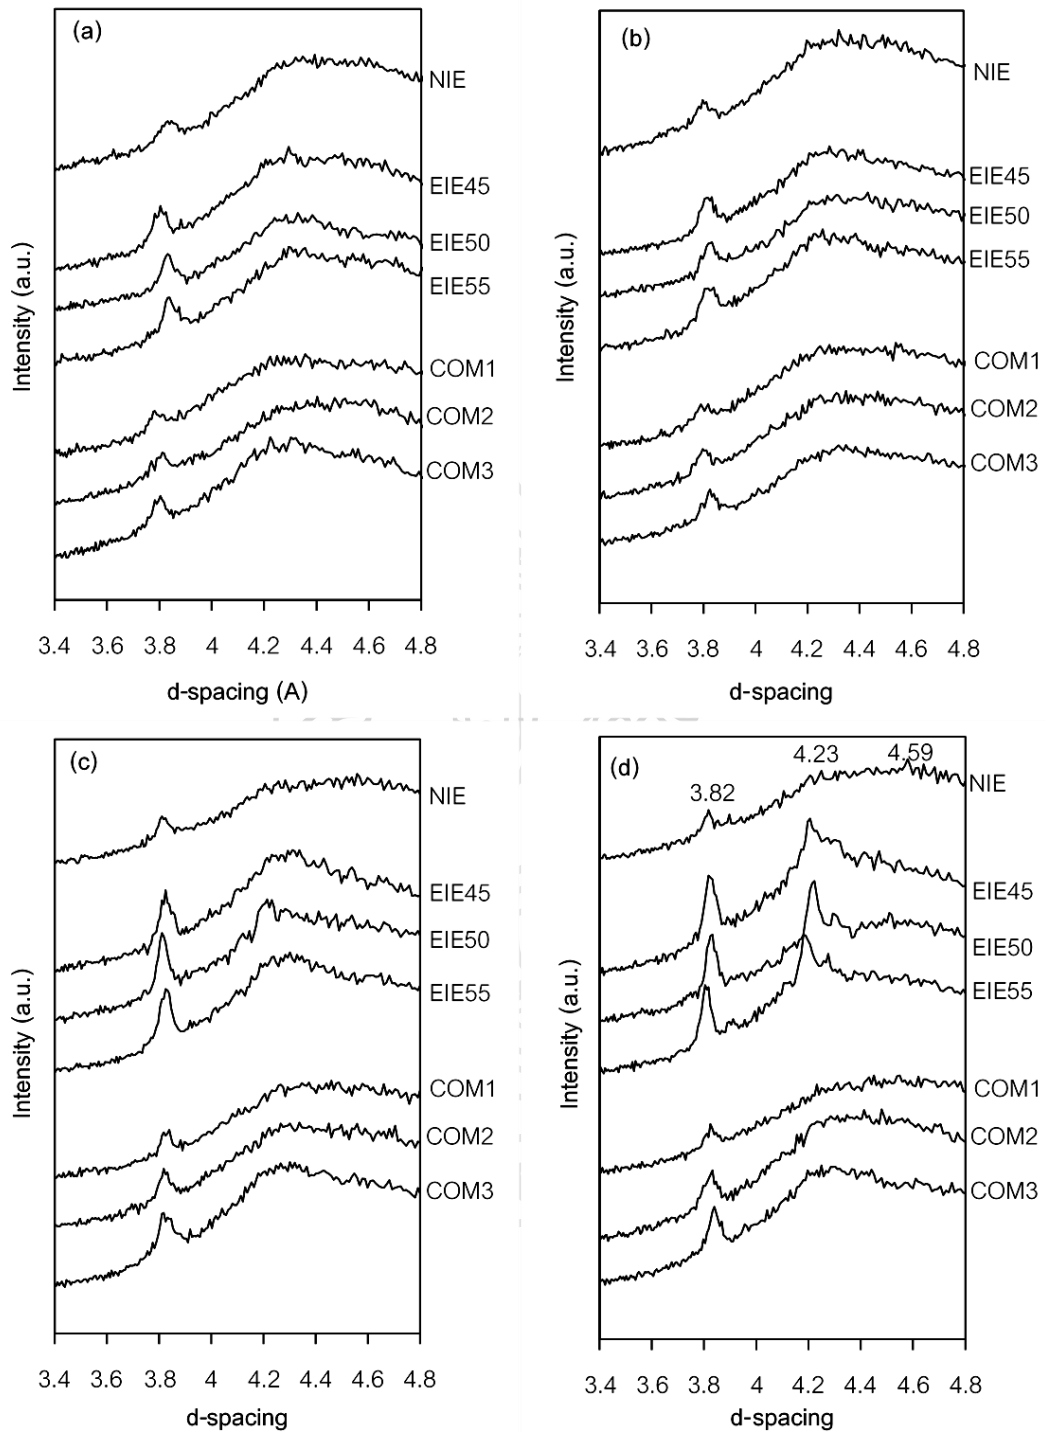 (a)
NIE
EIE45
EIE50
EIE55
COM1
COM2
COM3
Intensity (a.u.)
3.4 3.6 3.8 4 4.2 4.4 4.6 4.8
d-spacing (A)
(b)
NIE
EIE45
EIE50
EIE55
COM1
COM2
COM3
Intensity (a.u.)
3.4 3.6 3.8 4 4.2 4.4 4.6 4.8
d-spacing
(c)
NIE
EIE45
EIE50
EIE55
COM1
COM2
COM3
Intensity (a.u.)
3.4 3.6 3.8 4 4.2 4.4 4.6 4.8
d-spacing
(d)
3.82
4.23
4.59
NIE
EIE45
EIE50
EIE55
COM1
COM2
COM3
Intensity (a.u.)
3.4 3.6 3.8 4 4.2 4.4 4.6 4.8
d-spacing